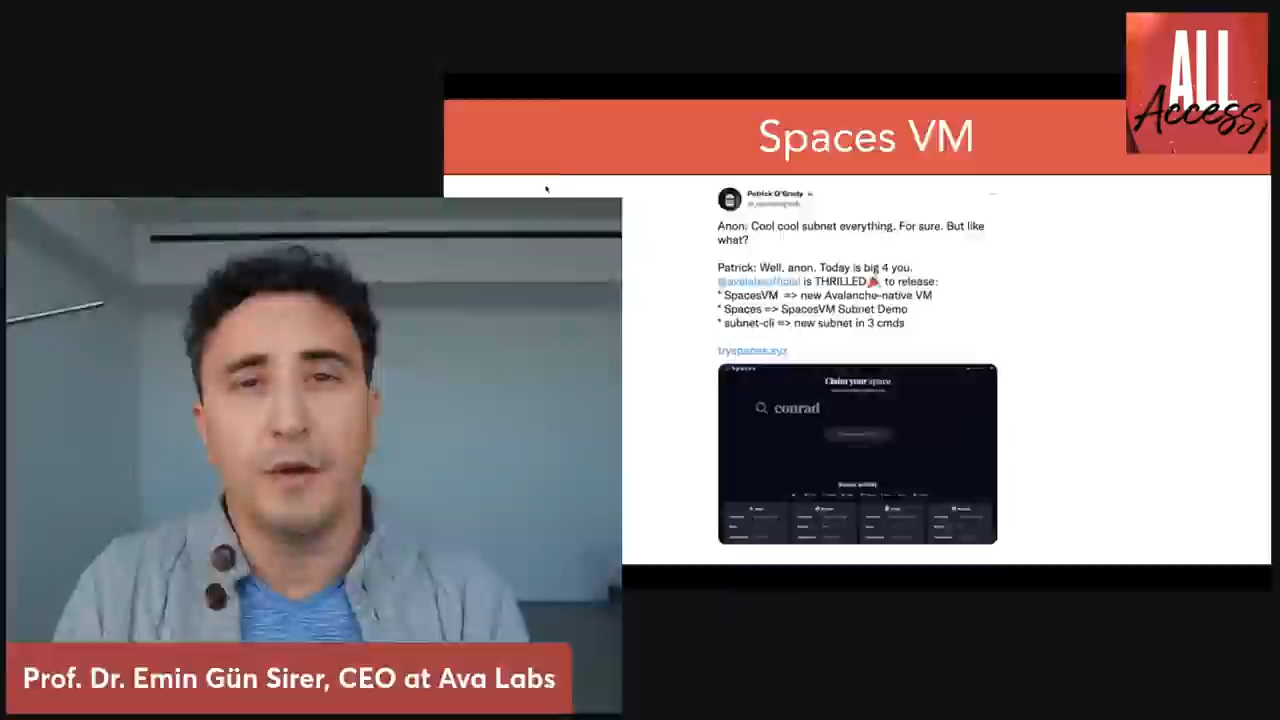 ALL
Access
Spaces VM
Patrick O'Grady
Anon. Cool cool subnet everything. For sure. But like
what?
Patrick: Well, anon. Today is big 4 you.
@avalabsofficial is THRILLED🎉 to release:
* SpacesVM => new Avalanche-native VM
* Spaces => SpacesVM Subnet Demo
* subnet-cli => new subnet in 3 cmds
tryspaces.xyz
Spaces
Claim your space
conrad
Prof. Dr. Emin Gün Sirer, CEO at Ava Labs